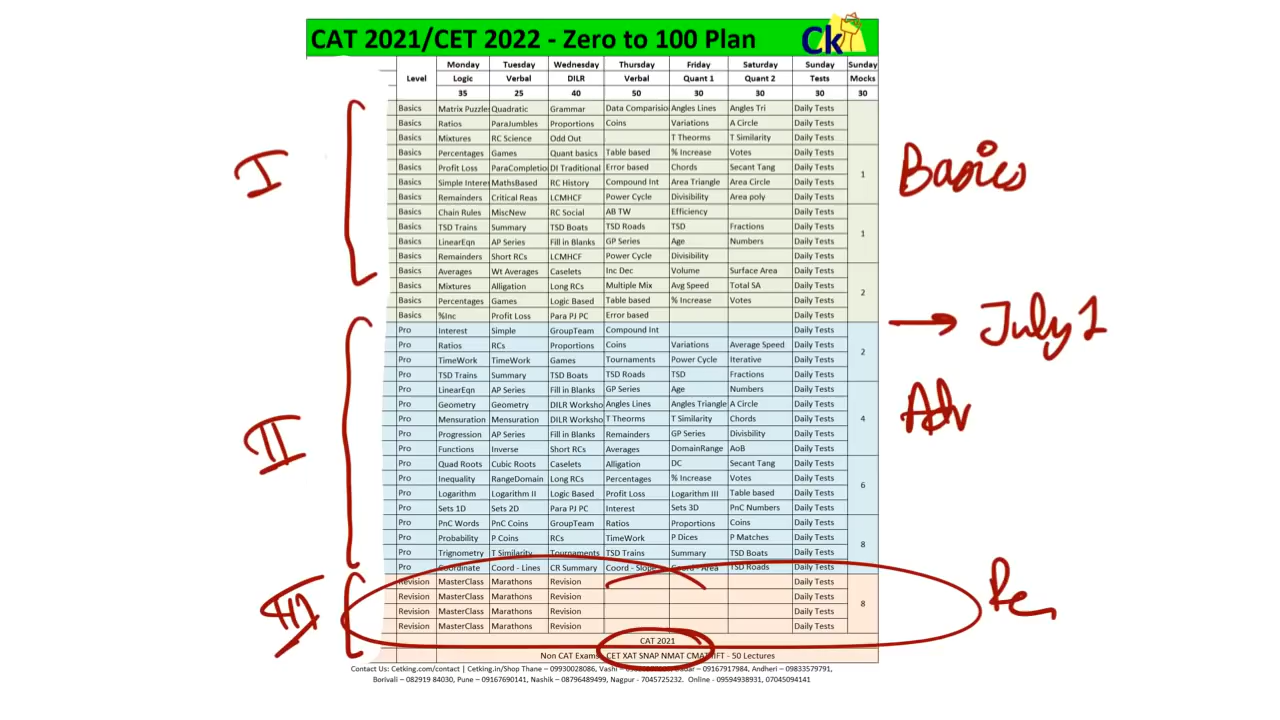 CAT 2021/CET 2022 - Zero to 100 Plan Ck
Level Monday Tuesday Wednesday Thursday Friday Saturday Sunday Sunday
Logic Verbal DILR Verbal Quant 1 Quant 2 Tests Mocks
35 25 40 50 30 30 30 30
Basics Matrix Puzzles Quadratic Grammar Data Comparisio Angles Lines Angles Tri Daily Tests
Basics Ratios ParaJumbles Proportions Coins Variations A Circle Daily Tests
Basics Mixtures RC Science Odd Out T Theorms T Similarity Daily Tests
Basics Percentages Games Quant basics Table based % Increase Votes Daily Tests
Basics Profit Loss ParaCompletio DI Traditional Error based Chords Secant Tang Daily Tests 1
Basics Simple Interes MathsBased RC History Compound Int Area Triangle Area Circle Daily Tests
Basics Remainders Critical Reas LCMHCF Power Cycle Divisibility Area poly Daily Tests
Basics Chain Rules MiscNew RC Social AB TW Efficiency Daily Tests
Basics TSD Trains Summary TSD Boats TSD Roads TSD Fractions Daily Tests 1
Basics LinearEqn AP Series Fill in Blanks GP Series Age Numbers Daily Tests
Basics Remainders Short RCs LCMHCF Power Cycle Divisibility Daily Tests
Basics Averages Wt Averages Caselets Inc Dec Volume Surface Area Daily Tests
Basics Mixtures Alligation Long RCs Multiple Mix Avg Speed Total SA Daily Tests 2
Basics Percentages Games Logic Based Table based % Increase Votes Daily Tests
Basics %Inc Profit Loss Para PJ PC Error based Daily Tests
Pro Interest Simple GroupTeam Compound Int Daily Tests
Pro Ratios RCs Proportions Coins Variations Average Speed Daily Tests 2
Pro TimeWork TimeWork Games Tournaments Power Cycle Iterative Daily Tests
Pro TSD Trains Summary TSD Boats TSD Roads TSD Fractions Daily Tests
Pro LinearEqn AP Series Fill in Blanks GP Series Age Numbers Daily Tests
Pro Geometry Geometry DILR Worksho Angles Lines Angles Triangle A Circle Daily Tests
Pro Mensuration Mensuration DILR Worksho T Theorms T Similarity Chords Daily Tests 4
Pro Progression AP Series Fill in Blanks Remainders GP Series Divisbility Daily Tests
Pro Functions Inverse Short RCs Averages DomainRange AoB Daily Tests
Pro Quad Roots Cubic Roots Caselets Alligation DC Secant Tang Daily Tests
Pro Inequality RangeDomain Long RCs Percentages % Increase Votes Daily Tests 6
Pro Logarithm Logarithm II Logic Based Profit Loss Logarithm III Table based Daily Tests
Pro Sets 1D Sets 2D Para PJ PC Interest Sets 3D PnC Numbers Daily Tests
Pro PnC Words PnC Coins GroupTeam Ratios Proportions Coins Daily Tests
Pro Probability P Coins RCs TimeWork P Dices P Matches Daily Tests 8
Pro Trignometry T Similarity Tournaments TSD Trains Summary TSD Boats Daily Tests
Pro Coordinate Coord - Lines CR Summary Coord - Slope Coord - Area TSD Roads Daily Tests
Revision MasterClass Marathons Revision Daily Tests
Revision MasterClass Marathons Revision Daily Tests 8
Revision MasterClass Marathons Revision Daily Tests
Revision MasterClass Marathons Revision Daily Tests
CAT 2021
Non CAT Exams CET XAT SNAP NMAT CMAT IIFT - 50 Lectures
Contact Us: Cetking.com/contact | Cetking.in/Shop Thane – 09930028086, Vashi – Dadar – 09167917984, Andheri – 09833579791,
Borivali – 082919 84030, Pune – 09167690141, Nashik – 08796489499, Nagpur - 7045725232. Online - 09594938931, 07045094141
I
Basics
July 1
II
Adv
III
Rev